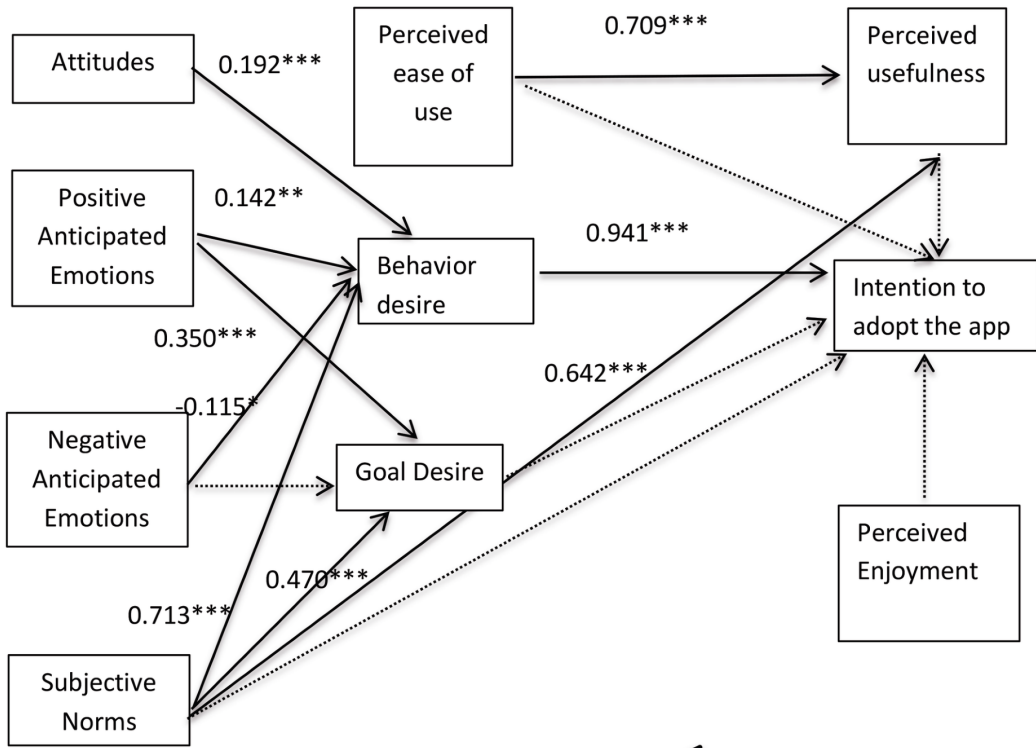 Attitudes
0.192***
Perceived
ease of
use
0.709***
Perceived
usefulness
Positive
Anticipated
Emotions
0.142**
Behavior
desire
0.941***
Intention to
adopt the app
0.350***
0.642***
-0.115*
Negative
Anticipated
Emotions
Goal Desire
Perceived
Enjoyment
0.470***
0.713***
Subjective
Norms